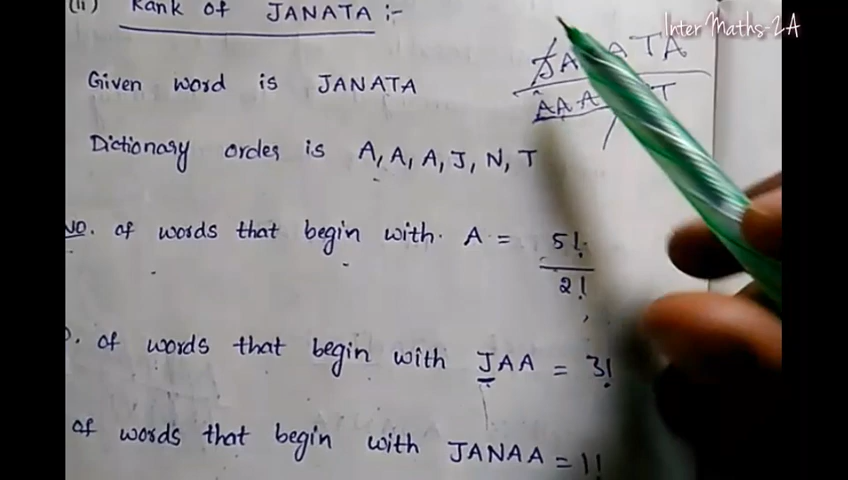 (ii) Rank of JANATA :-
Inter Maths-2A
Given word is JANATA
Dictionary order is A, A, A, J, N, T
NO. of words that begin with A = 5!/2!
of words that begin with JAA = 3!
of words that begin with JANAA = 1!